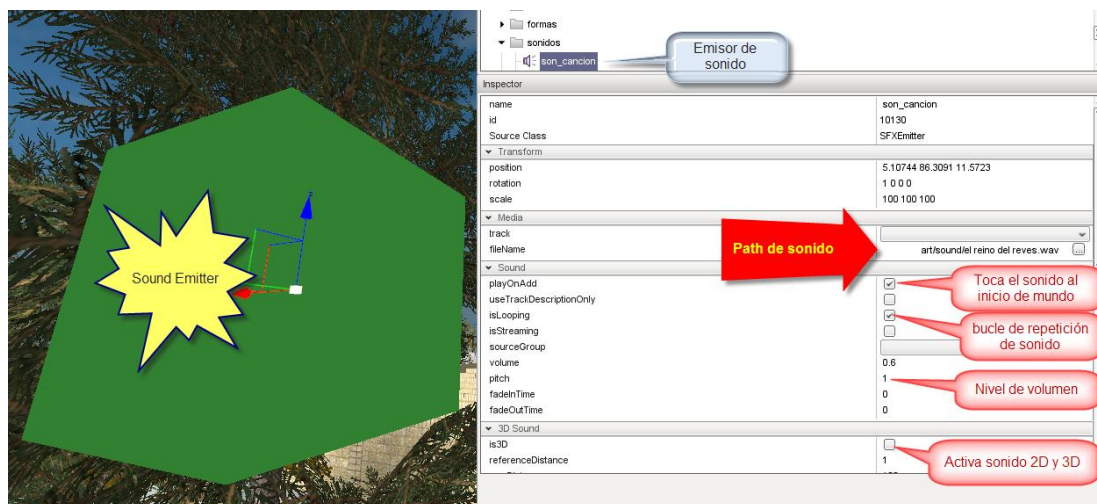 formas
sonidos
son_cancion
Emisor de
sonido
Inspector
name son_cancion
id 10130
Source Class SFXEmitter
Transform
position 5.10744 86.3091 11.5723
rotation 1 0 0 0
scale 100 100 100
Media
track
fileName art/sound/el reino del reves.wav ...
Path de sonido
Sound
playOnAdd
useTrackDescriptionOnly
isLooping
isStreaming
sourceGroup
volume 0.6
pitch 1
fadeInTime 0
fadeOutTime 0
3D Sound
is3D
referenceDistance 1
Toca el sonido al
inicio de mundo
bucle de repetición
de sonido
Nivel de volumen
Activa sonido 2D y 3D
Sound Emitter
z